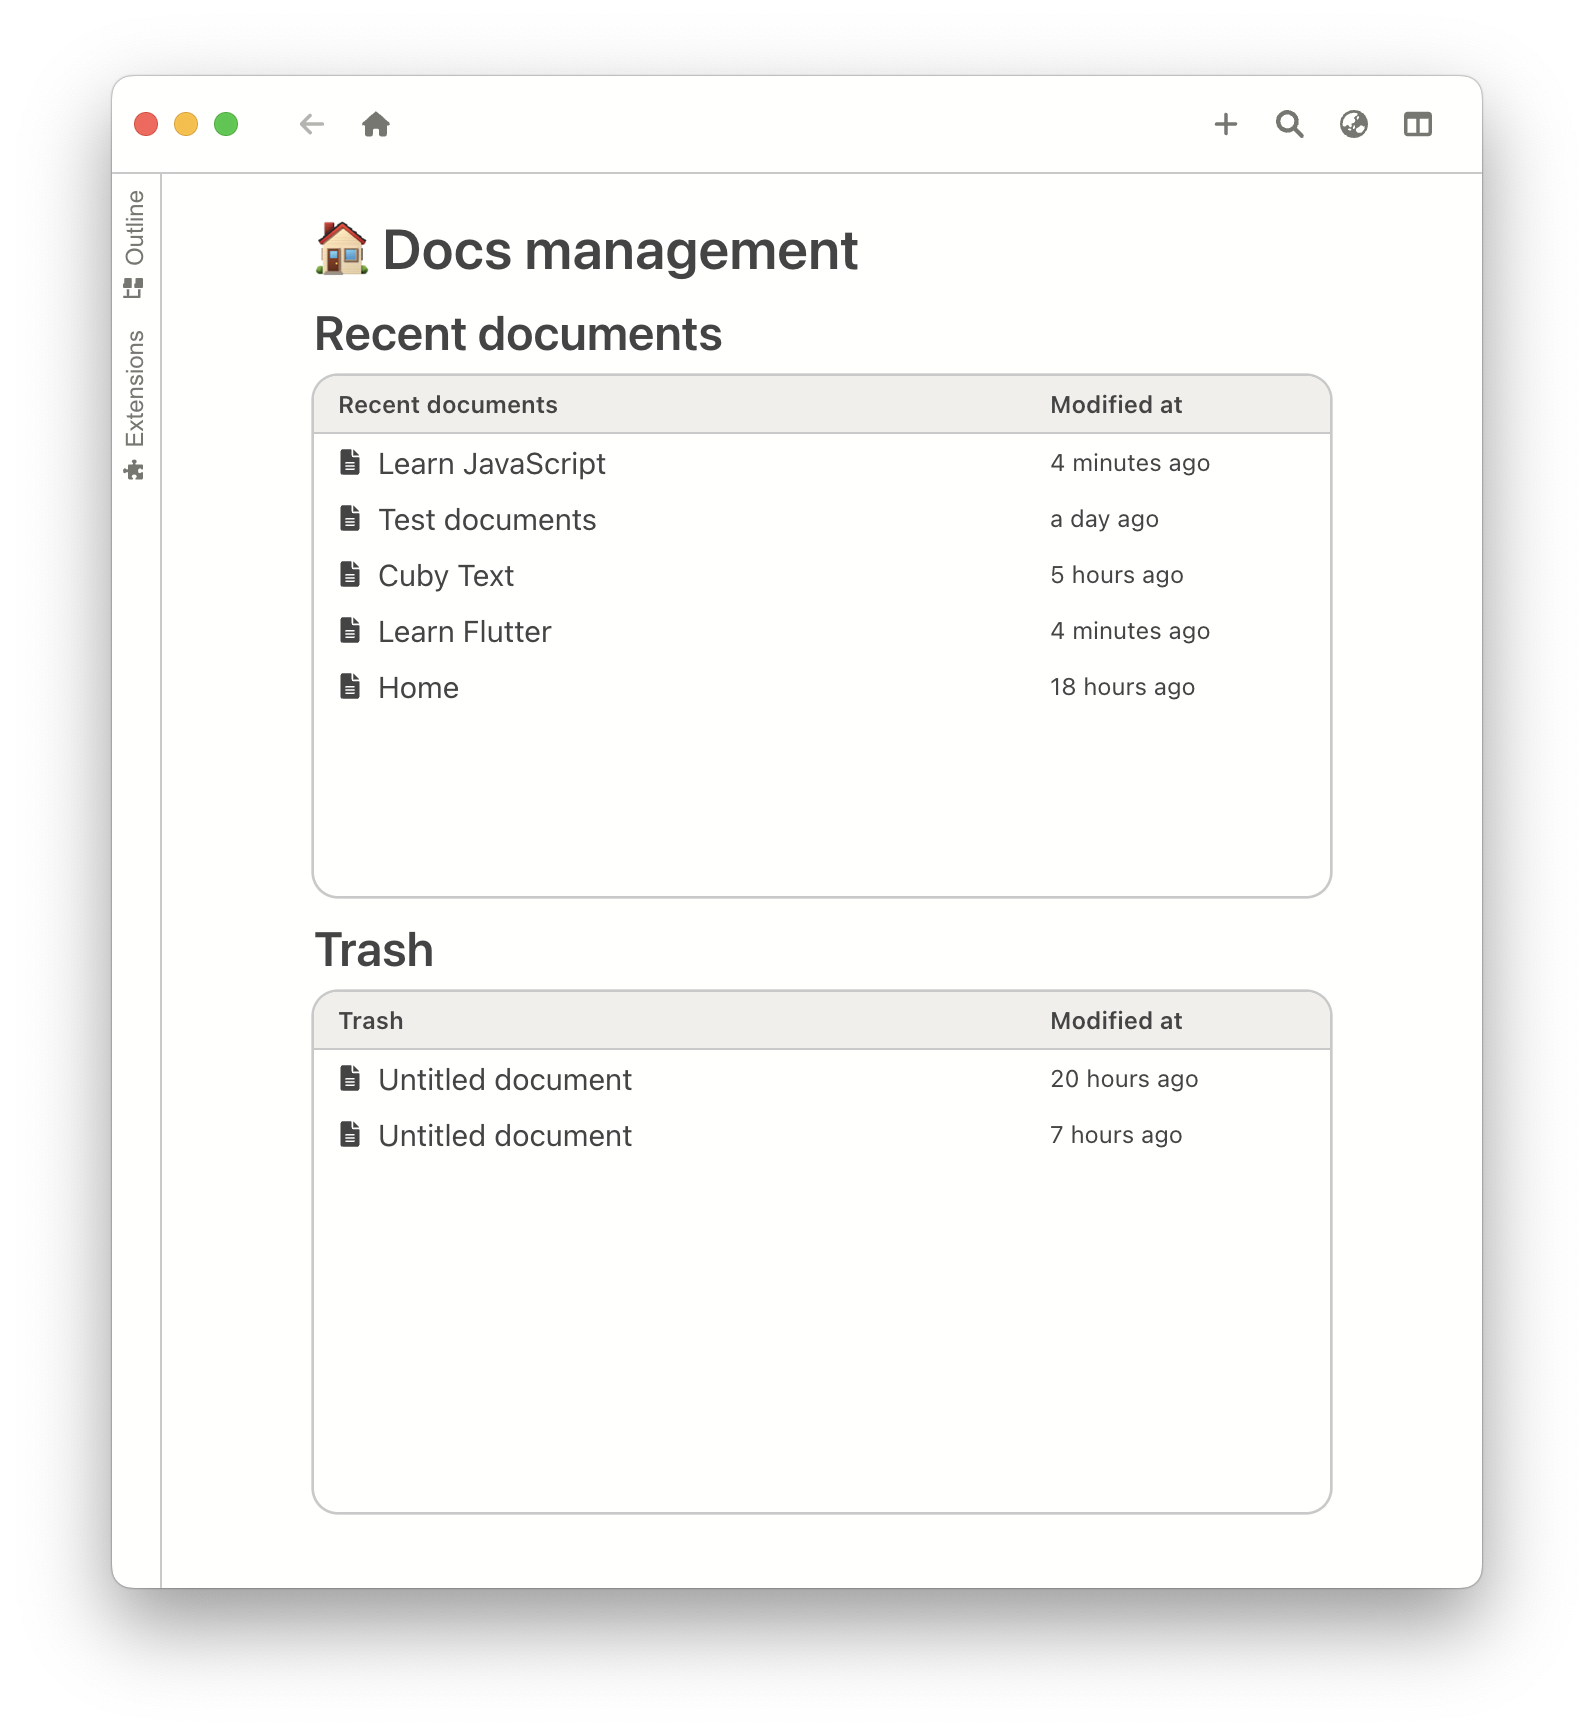 Outline
Extensions
Docs management
Recent documents
Recent documents Modified at
Learn JavaScript 4 minutes ago
Test documents a day ago
Cuby Text 5 hours ago
Learn Flutter 4 minutes ago
Home 18 hours ago
Trash
Trash Modified at
Untitled document 20 hours ago
Untitled document 7 hours ago